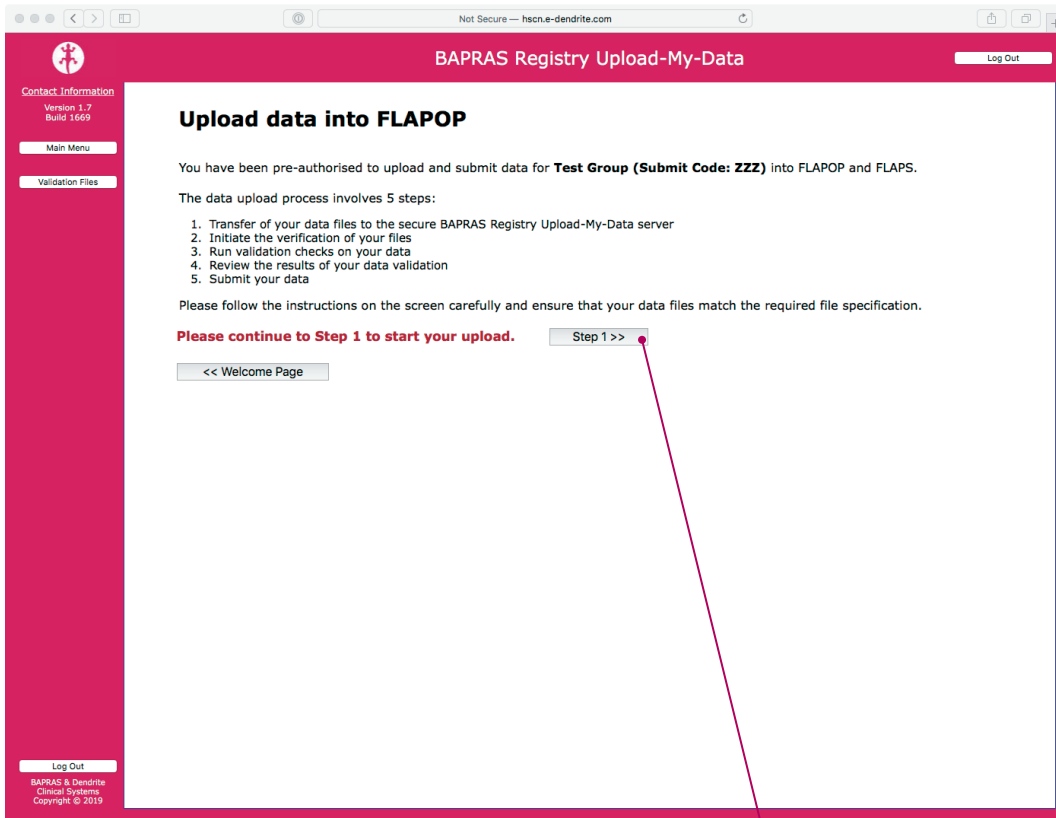 Not Secure — hscn.e-dendrite.com
BAPRAS Registry Upload-My-Data
Log Out
Contact Information
Version 1.7
Build 1669
Main Menu
Validation Files
Upload data into FLAPOP
You have been pre-authorised to upload and submit data for Test Group (Submit Code: ZZZ) into FLAPOP and FLAPS.
The data upload process involves 5 steps:
1. Transfer of your data files to the secure BAPRAS Registry Upload-My-Data server
2. Initiate the verification of your files
3. Run validation checks on your data
4. Review the results of your data validation
5. Submit your data
Please follow the instructions on the screen carefully and ensure that your data files match the required file specification.
Please continue to Step 1 to start your upload.
Step 1 >>
<< Welcome Page
Log Out
BAPRAS & Dendrite
Clinical Systems
Copyright © 2019